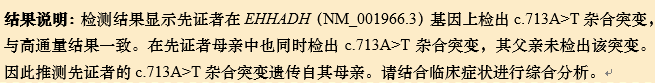 结果说明：检测结果显示先证者在 EHHADH（NM_001966.3）基因上检出 c.713A>T 杂合突变，
与高通量结果一致。在先证者母亲中也同时检出 c.713A>T 杂合突变，其父亲未检出该突变。
因此推测先证者的 c.713A>T 杂合突变遗传自其母亲。请结合临床症状进行综合分析。↵